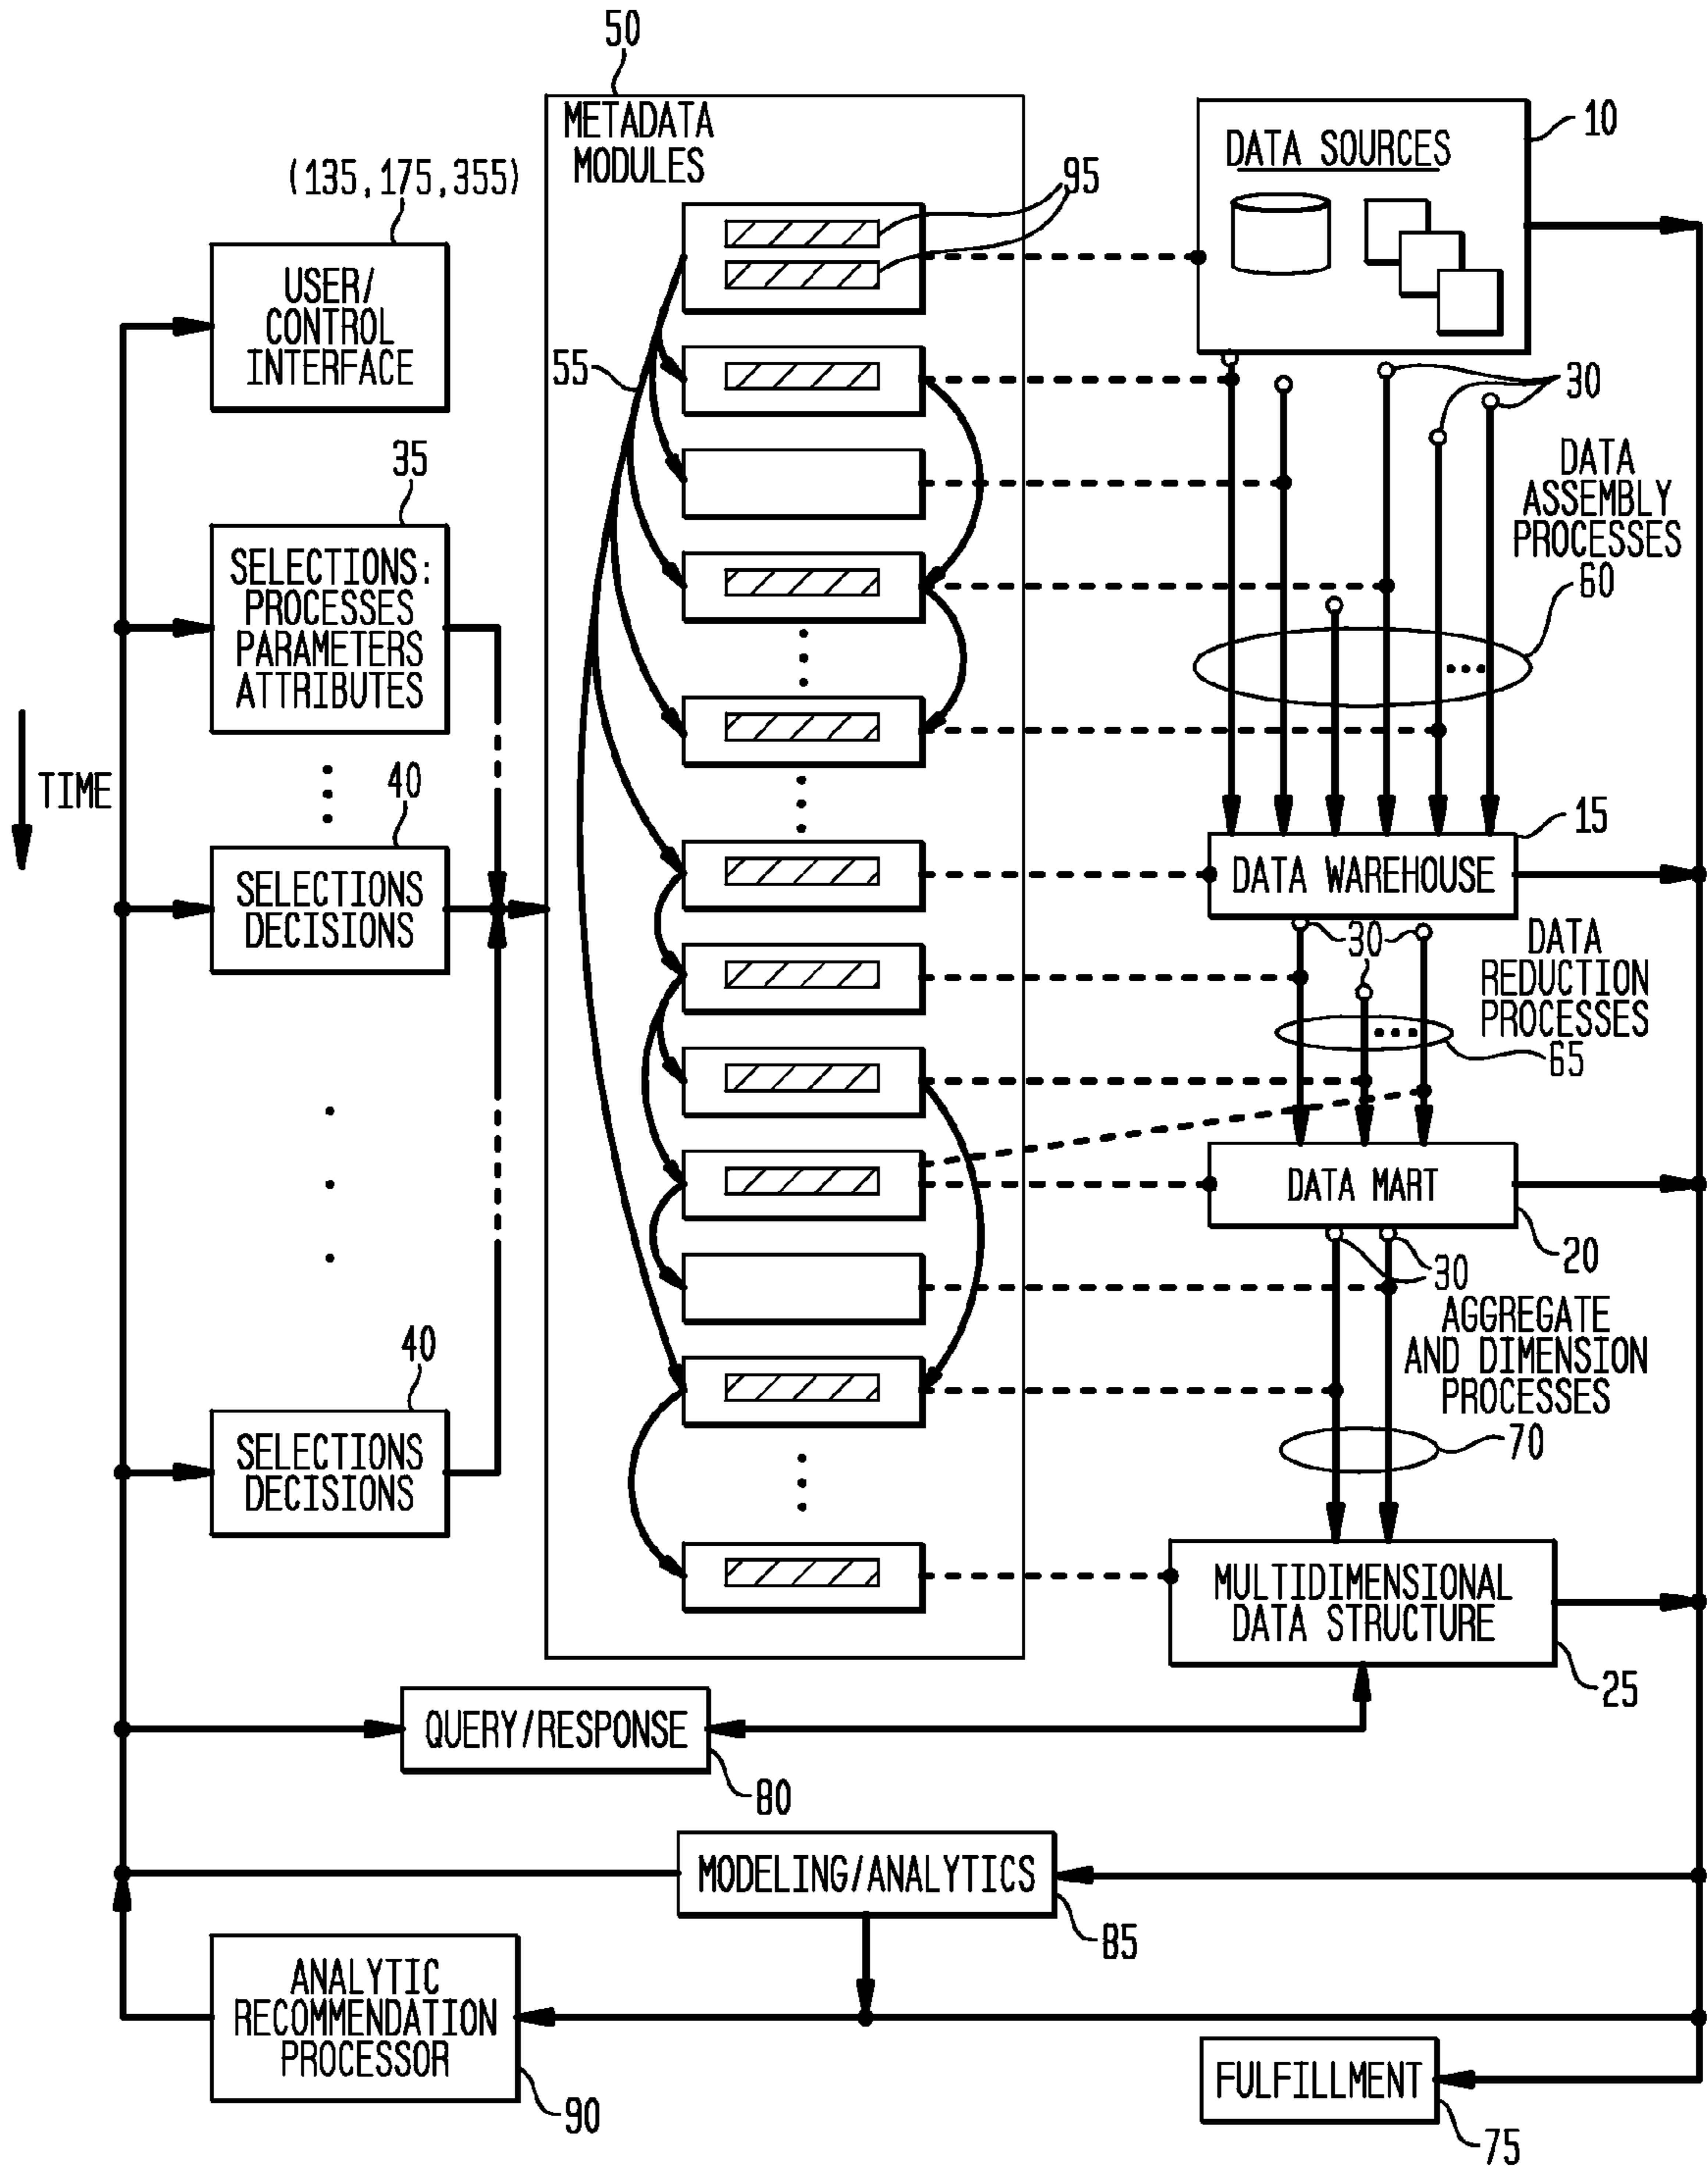 50
METADATA
MODULES
10
DATA SOURCES
95
(135,175,355)
USER/
CONTROL
INTERFACE
55
30
35
DATA
ASSEMBLY
PROCESSES
60
SELECTIONS:
PROCESSES
PARAMETERS
ATTRIBUTES
TIME
40
15
SELECTIONS
DECISIONS
DATA WAREHOUSE
30
30
DATA
REDUCTION
PROCESSES
65
DATA MART
20
30
40
AGGREGATE
AND DIMENSION
PROCESSES
70
SELECTIONS
DECISIONS
MULTIDIMENSIONAL
DATA STRUCTURE
25
QUERY/RESPONSE
80
MODELING/ANALYTICS
85
ANALYTIC
RECOMMENDATION
PROCESSOR
90
FULFILLMENT
75